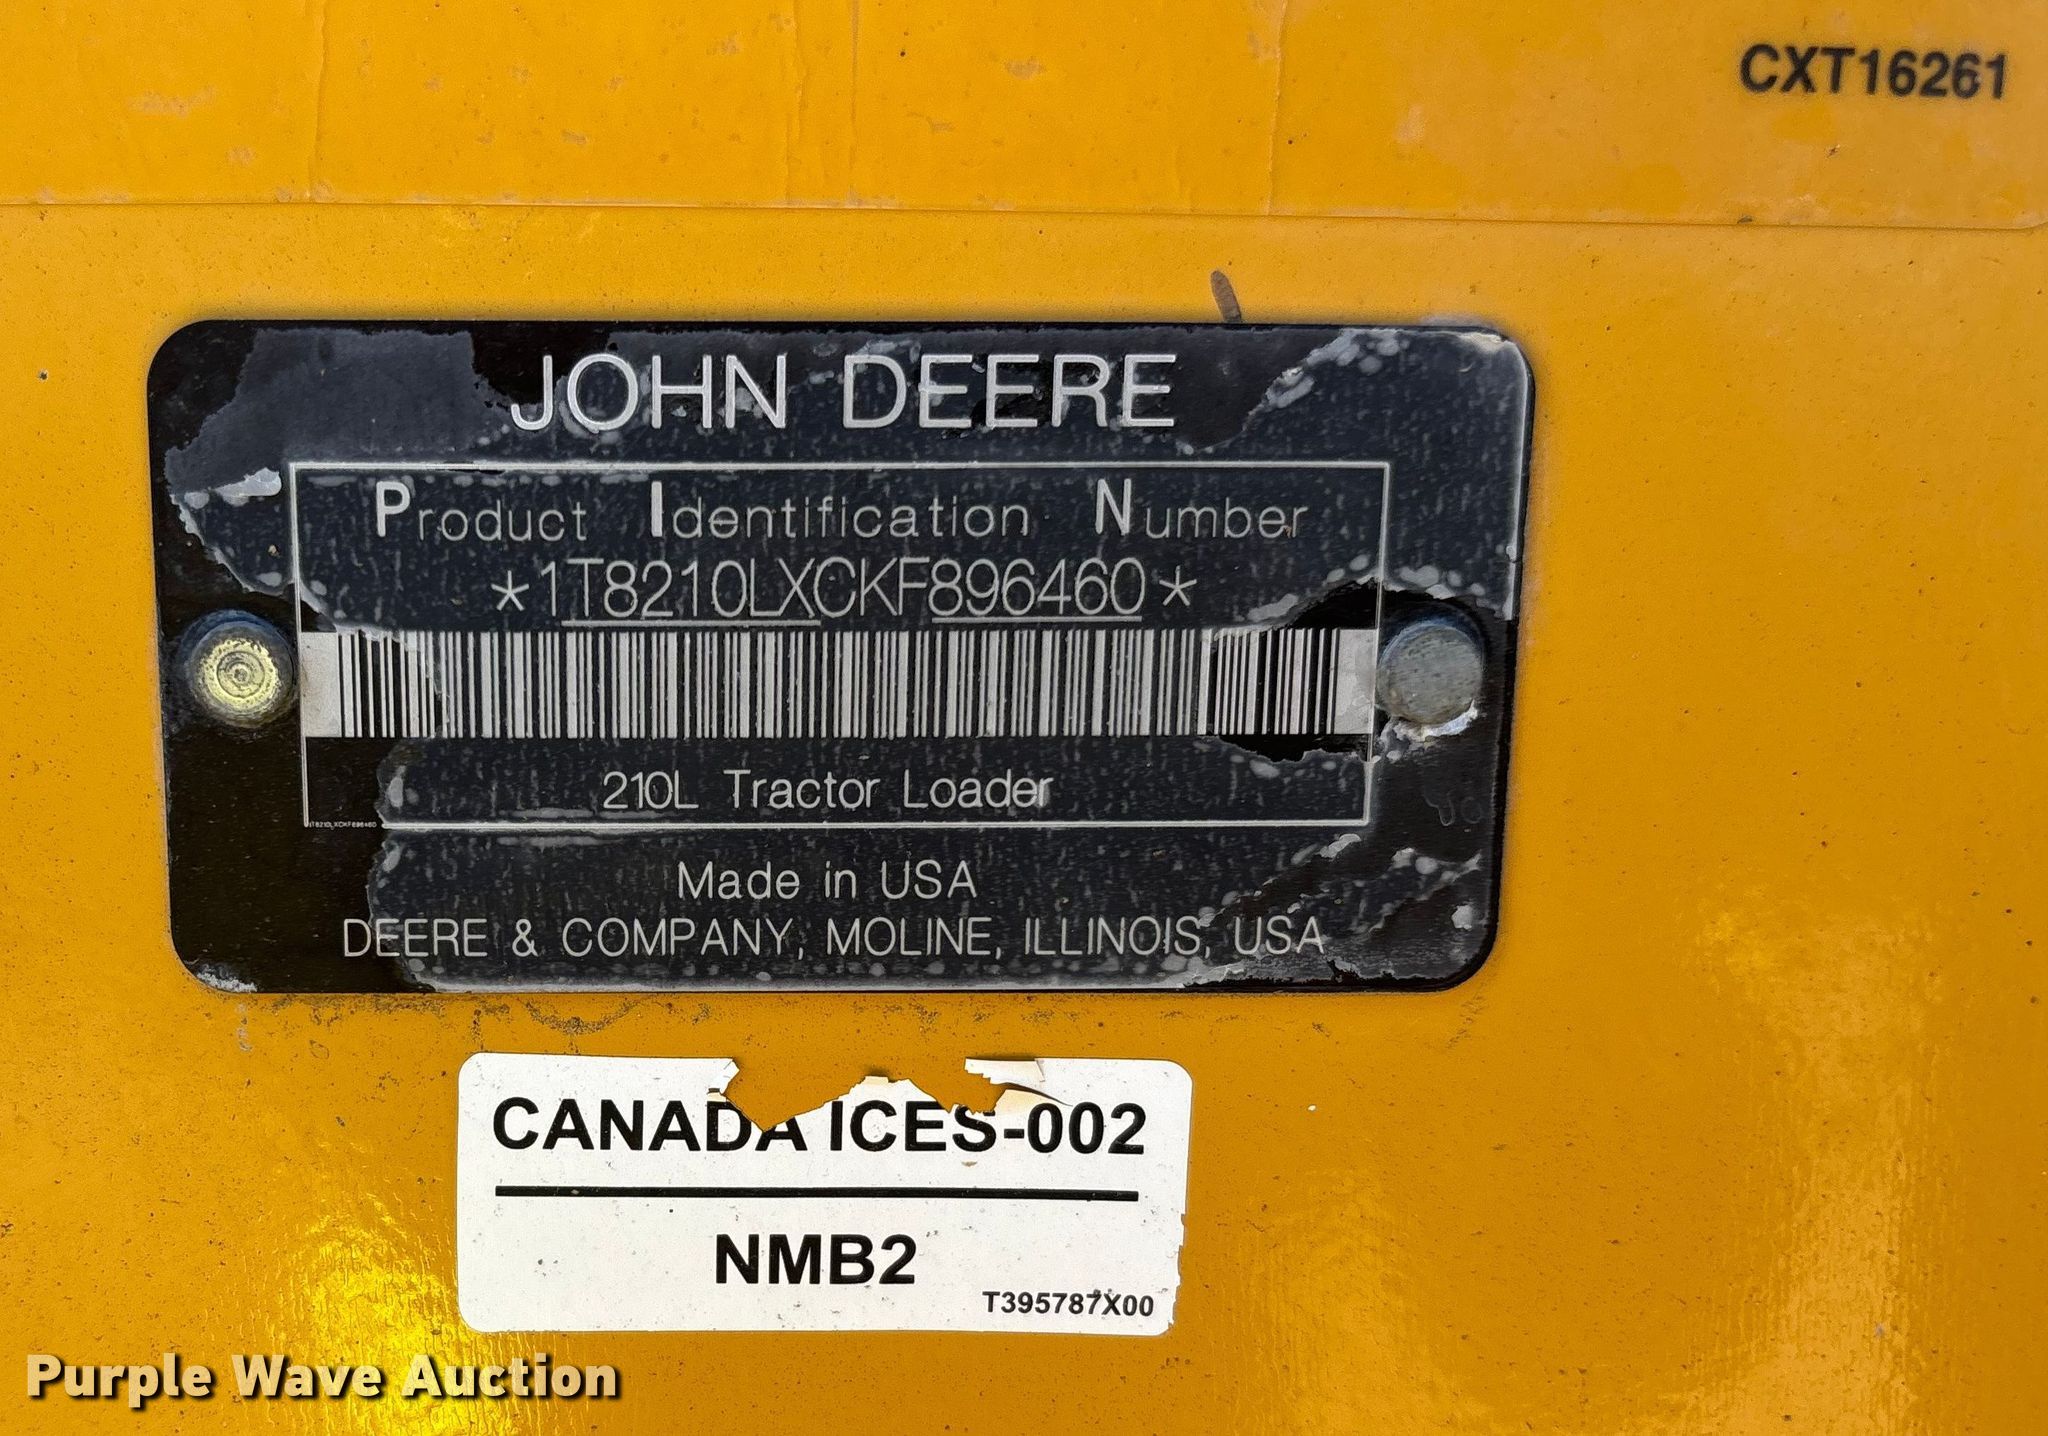 CXT16261
JOHN DEERE
Product Identification Number
*1T8210LXCKF896460*
210L Tractor Loader
1T8210LXCKF896460
Made in USA
DEERE & COMPANY, MOLINE, ILLINOIS, USA
CANADA ICES-002
NMB2
T395787X00
Purple Wave Auction